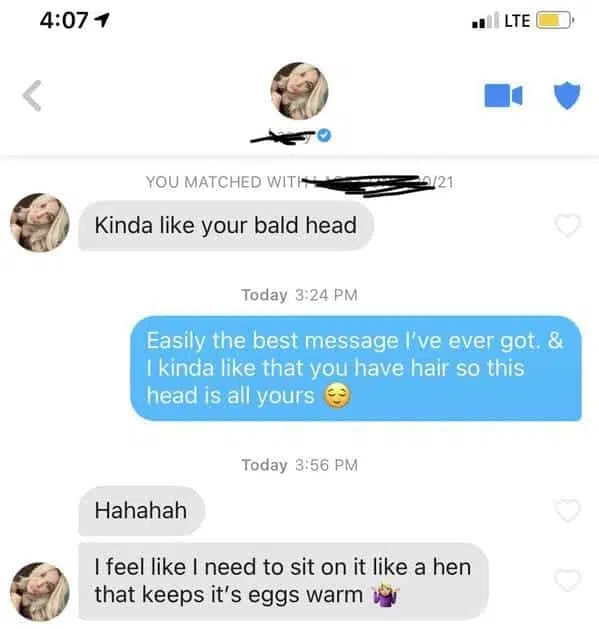 4:07
LTE
YOU MATCHED WITH /21
Kinda like your bald head
Today 3:24 PM
Easily the best message I’ve ever got. &
I kinda like that you have hair so this
head is all yours 😌
Today 3:56 PM
Hahahah
I feel like I need to sit on it like a hen
that keeps it’s eggs warm 🤷‍♀️